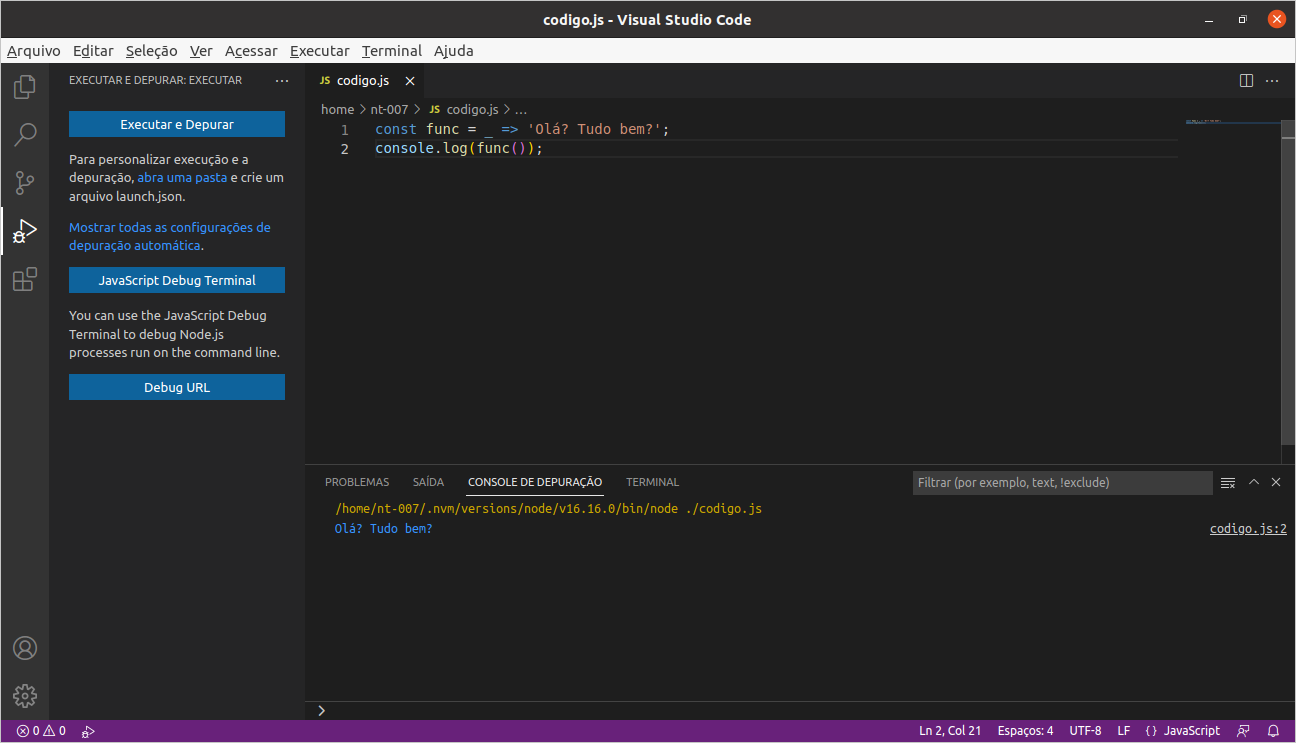 codigo.js - Visual Studio Code
Arquivo Editar Seleção Ver Acessar Executar Terminal Ajuda
EXECUTAR E DEPURAR: EXECUTAR ...
Executar e Depurar
Para personalizar execução e a
depuração, abra uma pasta e crie um
arquivo launch.json.
Mostrar todas as configurações de
depuração automática.
JavaScript Debug Terminal
You can use the JavaScript Debug
Terminal to debug Node.js
processes run on the command line.
Debug URL
JS codigo.js
home > nt-007 > JS codigo.js > ...
1 const func = _ => 'Olá? Tudo bem?';
2 console.log(func());
PROBLEMAS SAÍDA CONSOLE DE DEPURAÇÃO TERMINAL Filtrar (por exemplo, text, !exclude)
/home/nt-007/.nvm/versions/node/v16.16.0/bin/node ./codigo.js
Olá? Tudo bem? codigo.js:2
>
0 0 Ln 2, Col 21 Espaços: 4 UTF-8 LF {} JavaScript